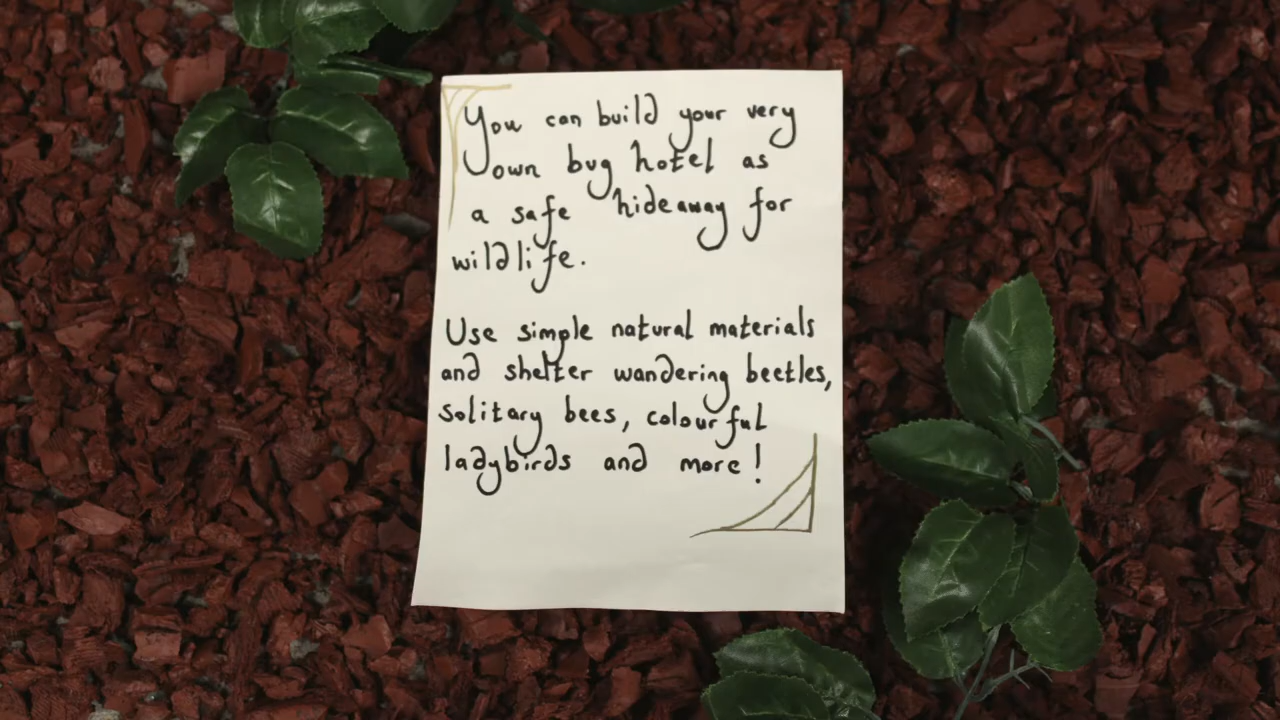 You can build your very
own bug hotel as
a safe hideaway for
wildlife.
Use simple natural materials
and shelter wandering beetles,
solitary bees, colourful
ladybirds and more!